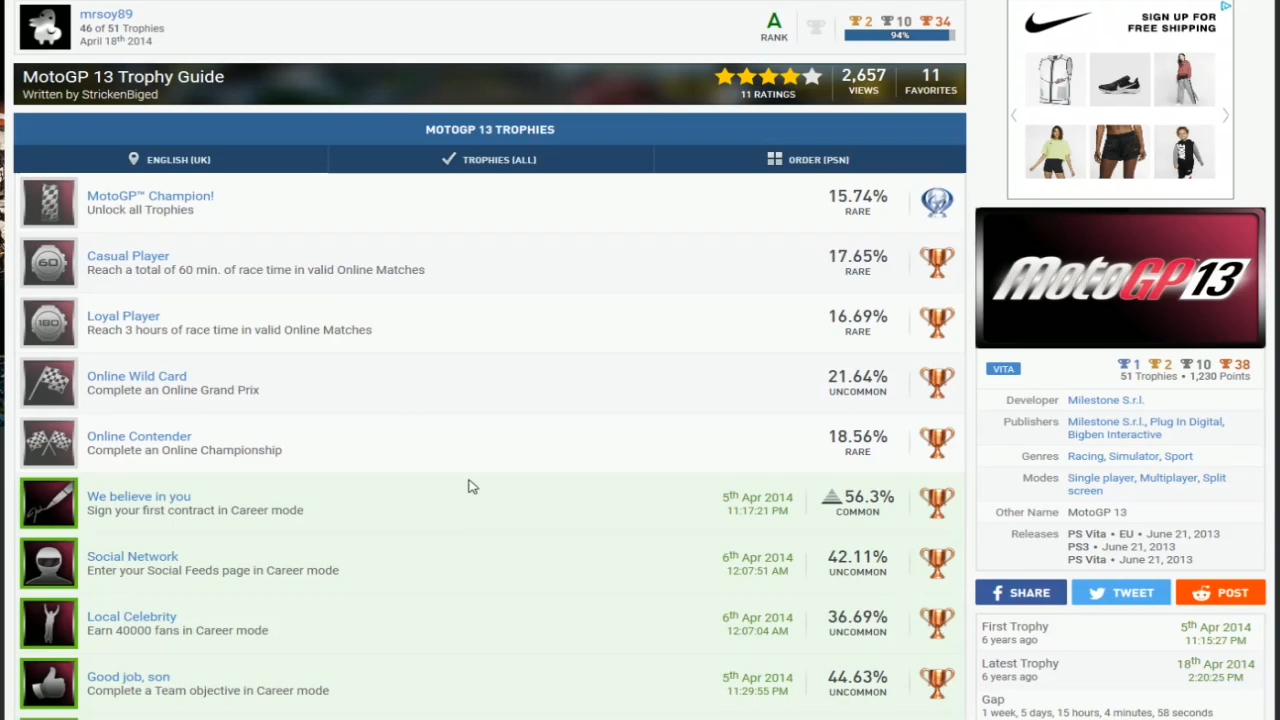 mrsoy89
46 of 51 Trophies
April 18th 2014
A
RANK
2 10 34
94%
MotoGP 13 Trophy Guide
Written by StrickenBiged
11 RATINGS
2,657
VIEWS
11
FAVORITES
MOTOGP 13 TROPHIES
ENGLISH (UK)
TROPHIES (ALL)
ORDER (PSN)
MotoGP™ Champion!
Unlock all Trophies
15.74%
RARE
60
Casual Player
Reach a total of 60 min. of race time in valid Online Matches
17.65%
RARE
180
Loyal Player
Reach 3 hours of race time in valid Online Matches
16.69%
RARE
Online Wild Card
Complete an Online Grand Prix
21.64%
UNCOMMON
Online Contender
Complete an Online Championship
18.56%
RARE
We believe in you
Sign your first contract in Career mode
5th Apr 2014
11:17:21 PM
56.3%
COMMON
Social Network
Enter your Social Feeds page in Career mode
6th Apr 2014
12:07:51 AM
42.11%
UNCOMMON
Local Celebrity
Earn 40000 fans in Career mode
6th Apr 2014
12:07:04 AM
36.69%
UNCOMMON
Good job, son
Complete a Team objective in Career mode
5th Apr 2014
11:29:55 PM
44.63%
UNCOMMON
SIGN UP FOR
FREE SHIPPING
MotoGP 13
VITA
1 2 10 38
51 Trophies • 1,230 Points
Developer Milestone S.r.l.
Publishers Milestone S.r.l., Plug In Digital,
Bigben Interactive
Genres Racing, Simulator, Sport
Modes Single player, Multiplayer, Split
screen
Other Name MotoGP 13
Releases PS Vita • EU • June 21, 2013
PS3 • June 21, 2013
PS Vita • June 21, 2013
SHARE
TWEET
POST
First Trophy
6 years ago
5th Apr 2014
11:15:27 PM
Latest Trophy
6 years ago
18th Apr 2014
2:20:25 PM
Gap
1 week, 5 days, 15 hours, 4 minutes, 58 seconds